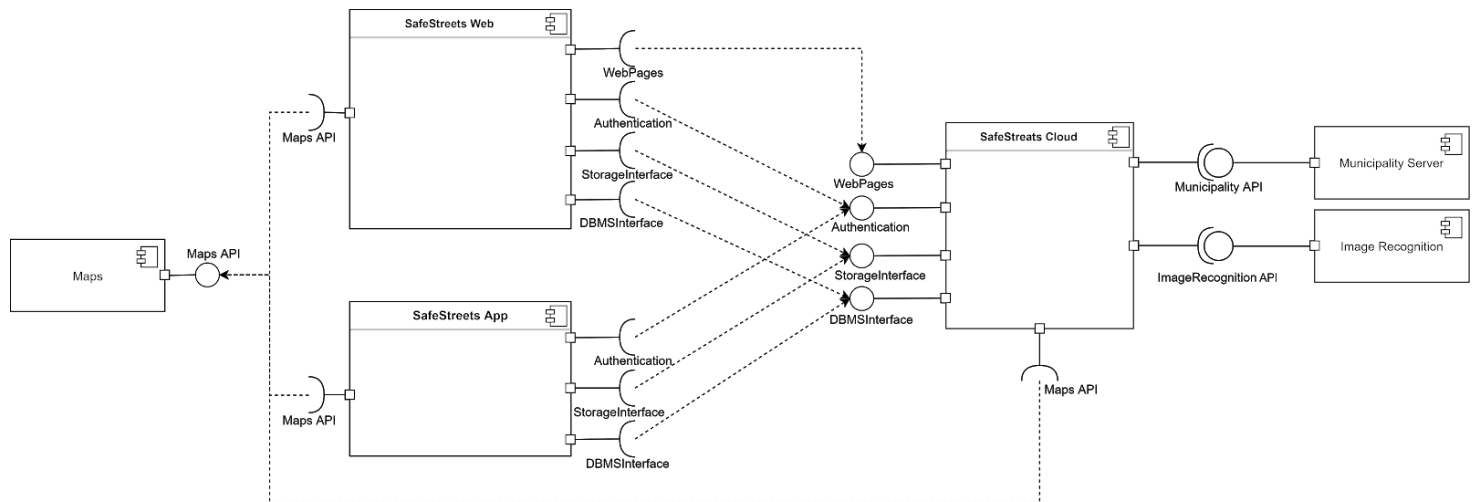 SafeStreets Web
WebPages
Authentication
StorageInterface
DBMSInterface
Maps API
Maps
Maps API
SafeStreets App
Authentication
StorageInterface
DBMSInterface
Maps API
SafeStreats Cloud
WebPages
Authentication
StorageInterface
DBMSInterface
Maps API
Municipality API
Municipality Server
ImageRecognition API
Image Recognition